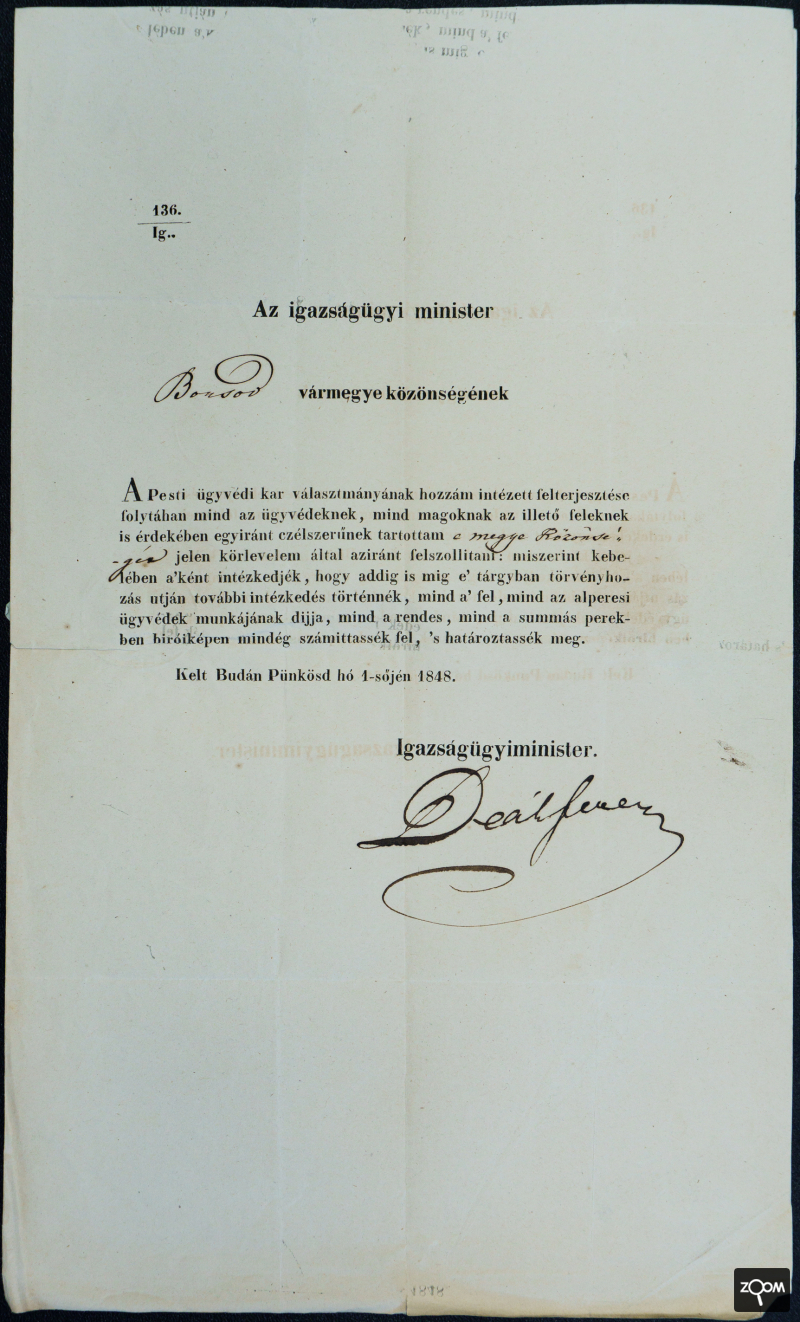 136.
Ig..
Az igazságügyi minister
Borsod vármegye közönségének
A Pesti ügyvédi kar választmányának hozzám intézett felterjesztése
folytában mind az ügyvédeknek, mind magoknak az illető feleknek
is érdekében egyiránt czélszerűnek tartottam e megye Közönsé-
gét jelen körlevelem által aziránt felszollitani: miszerint kebe-
lében a'ként intézkedjék, hogy addig is mig e' tárgyban törvényho-
zás utján további intézkedés történnék, mind a' fel, mind az alperesi
ügyvédek munkájának dijja, mind a rendes, mind a summás perek-
ben biróiképen mindég számittassék fel, 's határoztassék meg.
Kelt Budán Pünkösd hó 1-sőjén 1848.
Igazságügyiminister.
Deák Ferencz
ZOOM